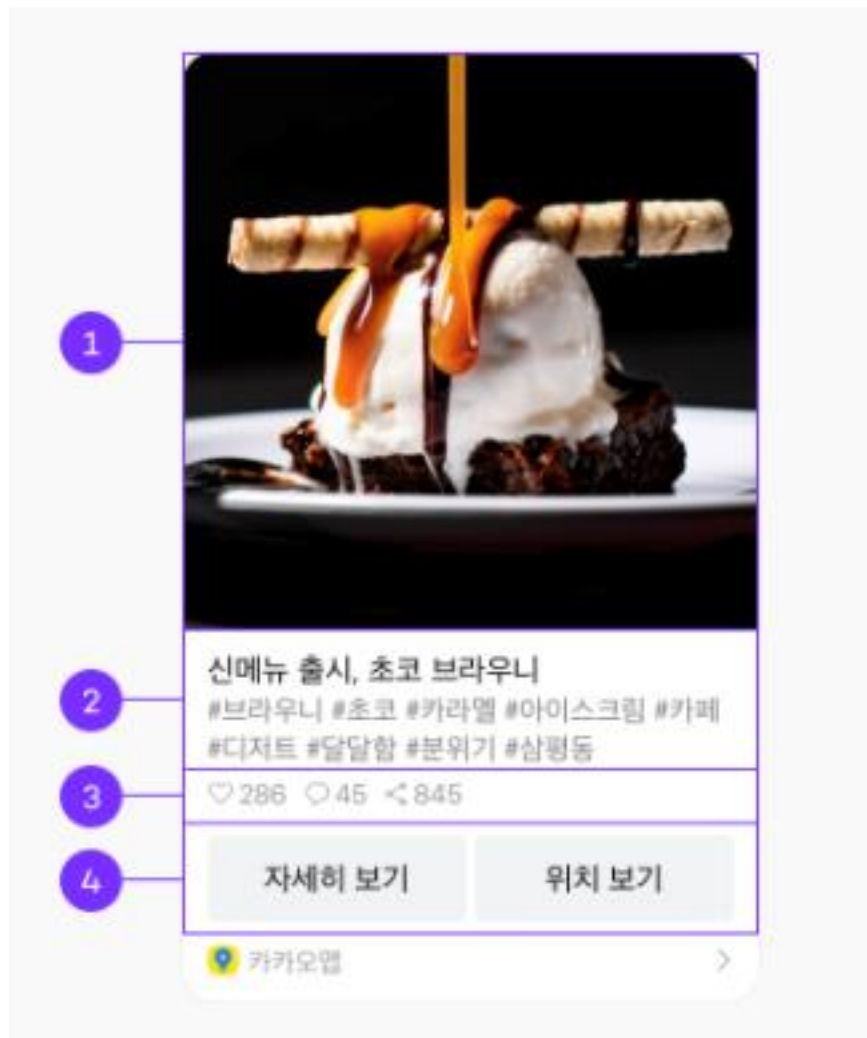 1
신메뉴 출시, 초코 브라우니
2
#브라우니 #초코 #카라멜 #아이스크림 #카페
#디저트 #달달함 #분위기 #삼평동
3
286 45 845
4
자세히 보기 위치 보기
카카오맵